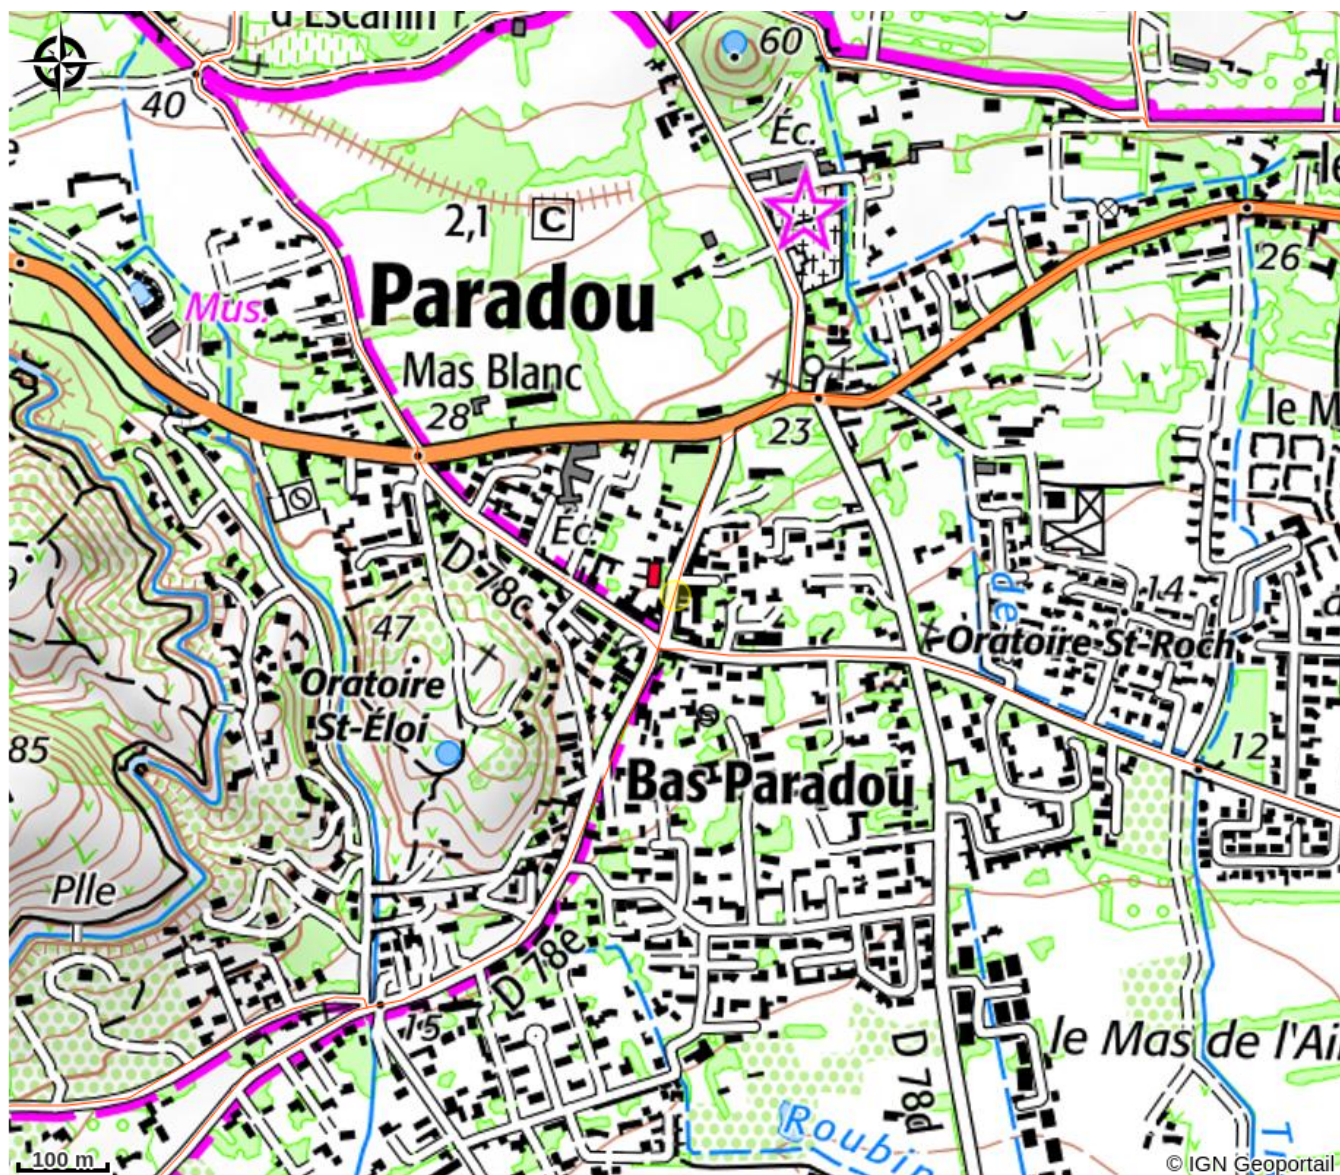 d'Escanin
60
40
Éc.
2,1
C
26
Paradou
Mus.
Mas Blanc
28
23
le M
Éc.
D 78c
14
de
47
Oratoire St-Roch
Oratoire
St-Éloi
85
12
Bas Paradou
Plle
D 78e
15
le Mas de l'Ai
D 78d
Roubin
100 m
© IGN Geoportail